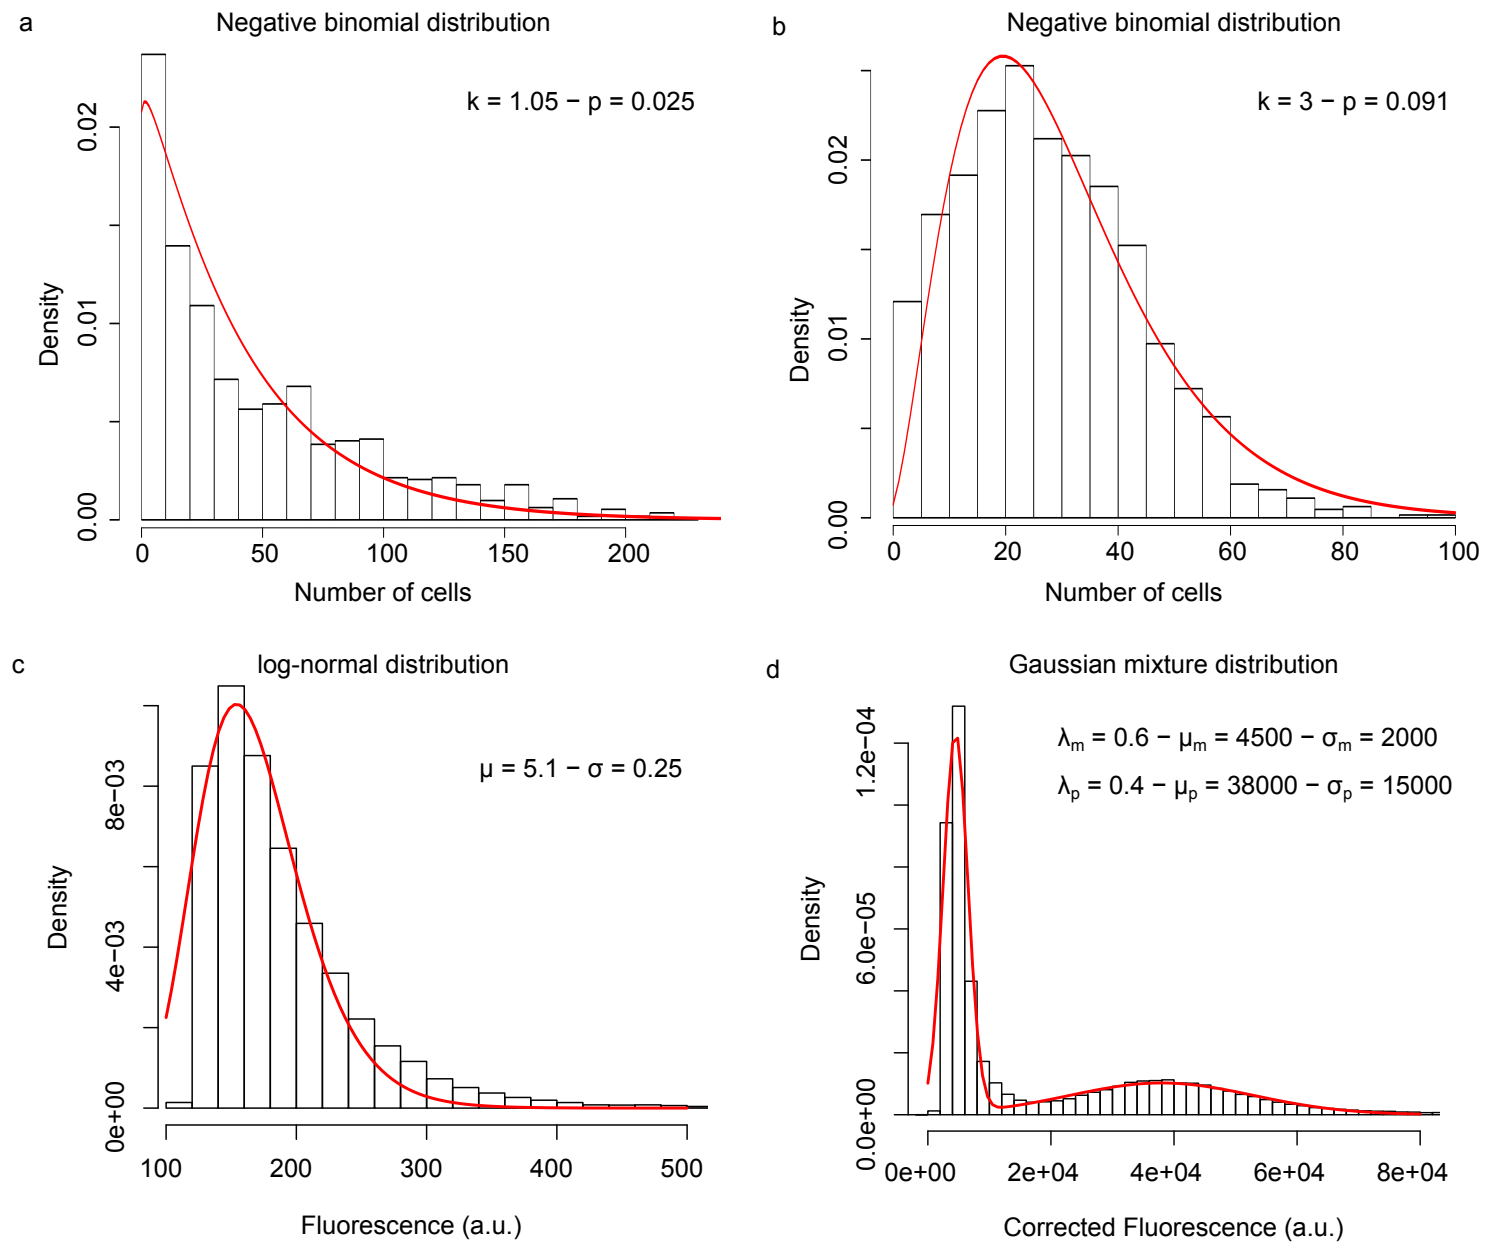 a
Negative binomial distribution
k = 1.05 − p = 0.025
Density
0.00
0.01
0.02
0
50
100
150
200
Number of cells
b
Negative binomial distribution
k = 3 − p = 0.091
Density
0.00
0.01
0.02
0
20
40
60
80
100
Number of cells
c
log-normal distribution
μ = 5.1 − σ = 0.25
Density
0e+00
4e−03
8e−03
100
200
300
400
500
Fluorescence (a.u.)
d
Gaussian mixture distribution
λm = 0.6 − μm = 4500 − σm = 2000
λp = 0.4 − μp = 38000 − σp = 15000
Density
0.0e+00
6.0e−05
1.2e−04
0e+00
2e+04
4e+04
6e+04
8e+04
Corrected Fluorescence (a.u.)